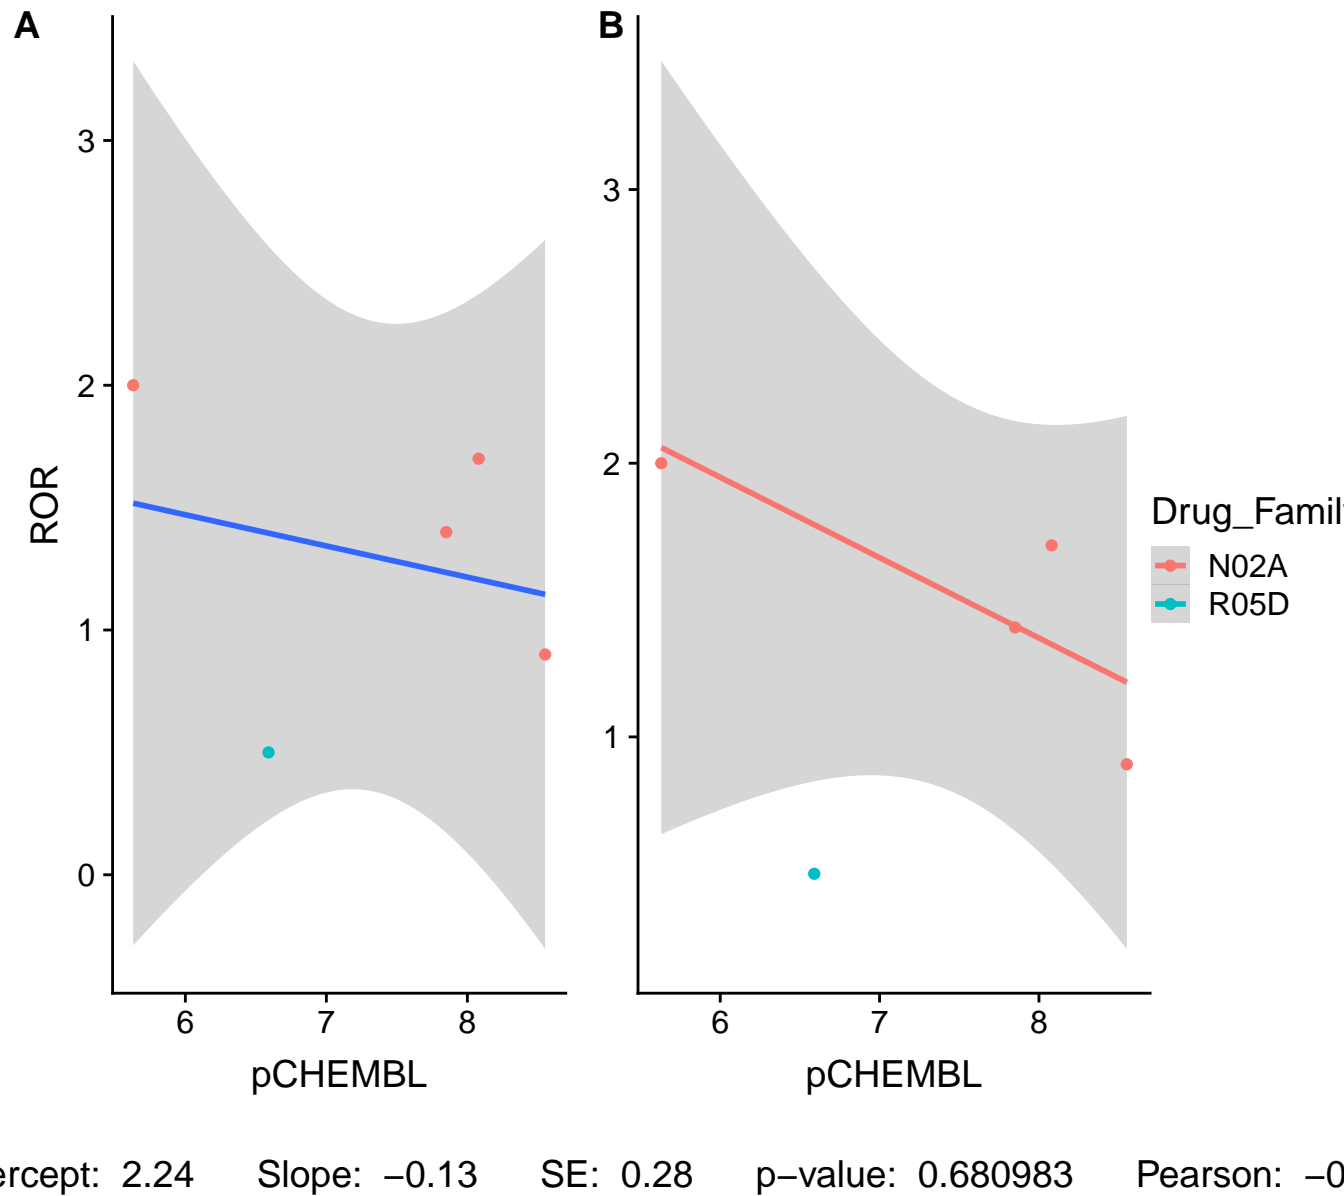 A
B
3
2
1
0
ROR
6 7 8
pCHEMBL
3
2
1
6 7 8
pCHEMBL
Drug_Famil
N02A
R05D
ercept: 2.24 Slope: −0.13 SE: 0.28 p−value: 0.680983 Pearson: −0